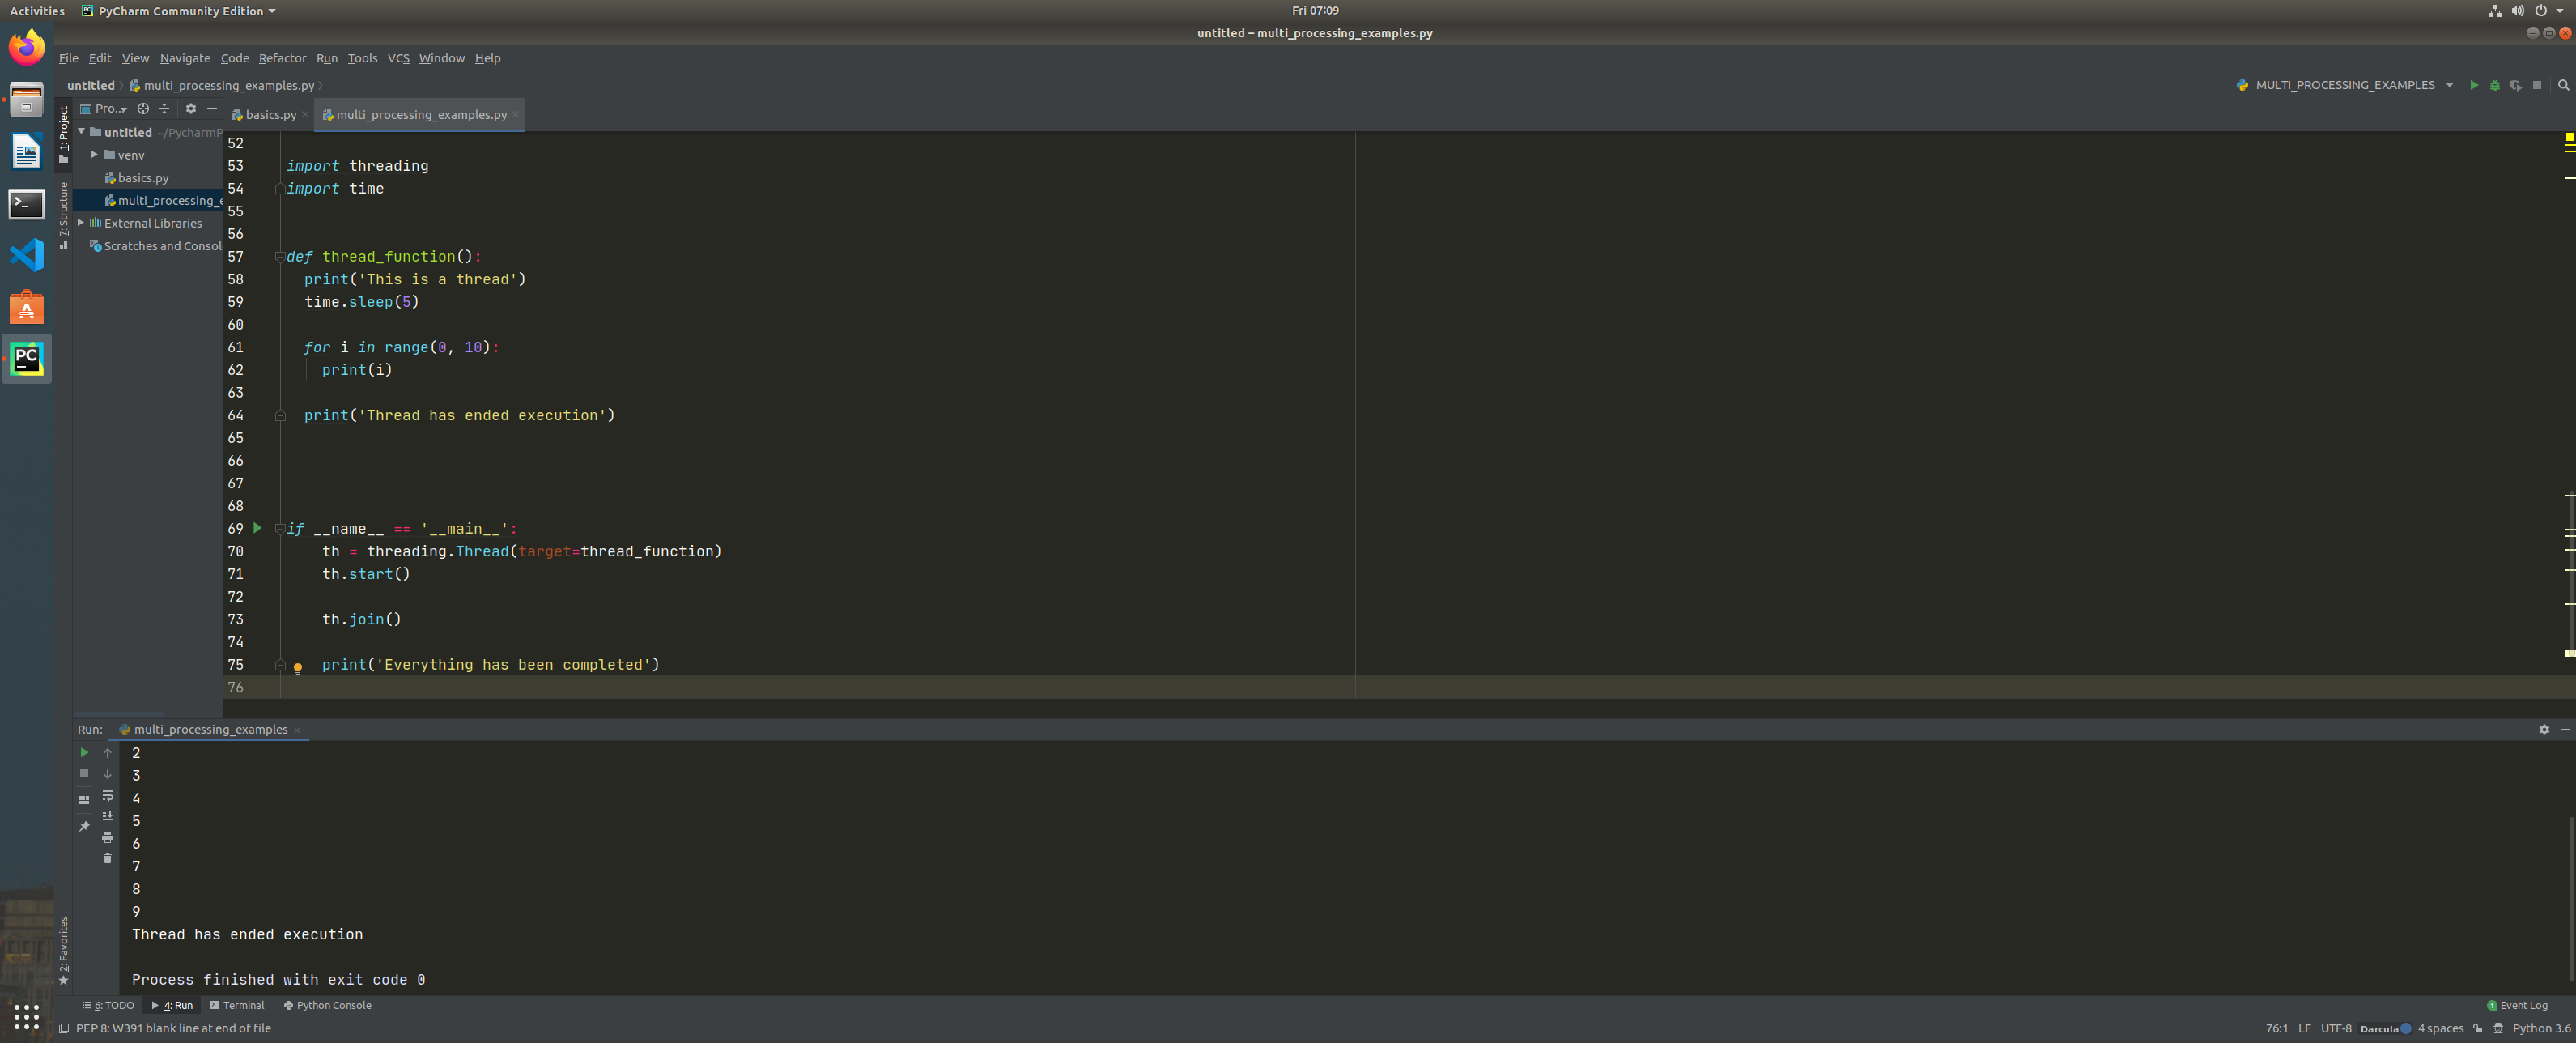 Activities PyCharm Community Edition Fri 07:09
untitled – multi_processing_examples.py
File Edit View Navigate Code Refactor Run Tools VCS Window Help
untitled multi_processing_examples.py MULTI_PROCESSING_EXAMPLES
1: Project
7: Structure
2: Favorites
Pro..
untitled ~/PycharmP
venv
basics.py
multi_processing_e
External Libraries
Scratches and Consol
basics.py multi_processing_examples.py
52
53 import threading
54 import time
55
56
57 def thread_function():
58 print('This is a thread')
59 time.sleep(5)
60
61 for i in range(0, 10):
62 print(i)
63
64 print('Thread has ended execution')
65
66
67
68
69 if __name__ == '__main__':
70 th = threading.Thread(target=thread_function)
71 th.start()
72
73 th.join()
74
75 print('Everything has been completed')
76
Run: multi_processing_examples
2
3
4
5
6
7
8
9
Thread has ended execution
Process finished with exit code 0
6: TODO 4: Run Terminal Python Console 1 Event Log
PEP 8: W391 blank line at end of file 76:1 LF UTF-8 Darcula 4 spaces Python 3.6